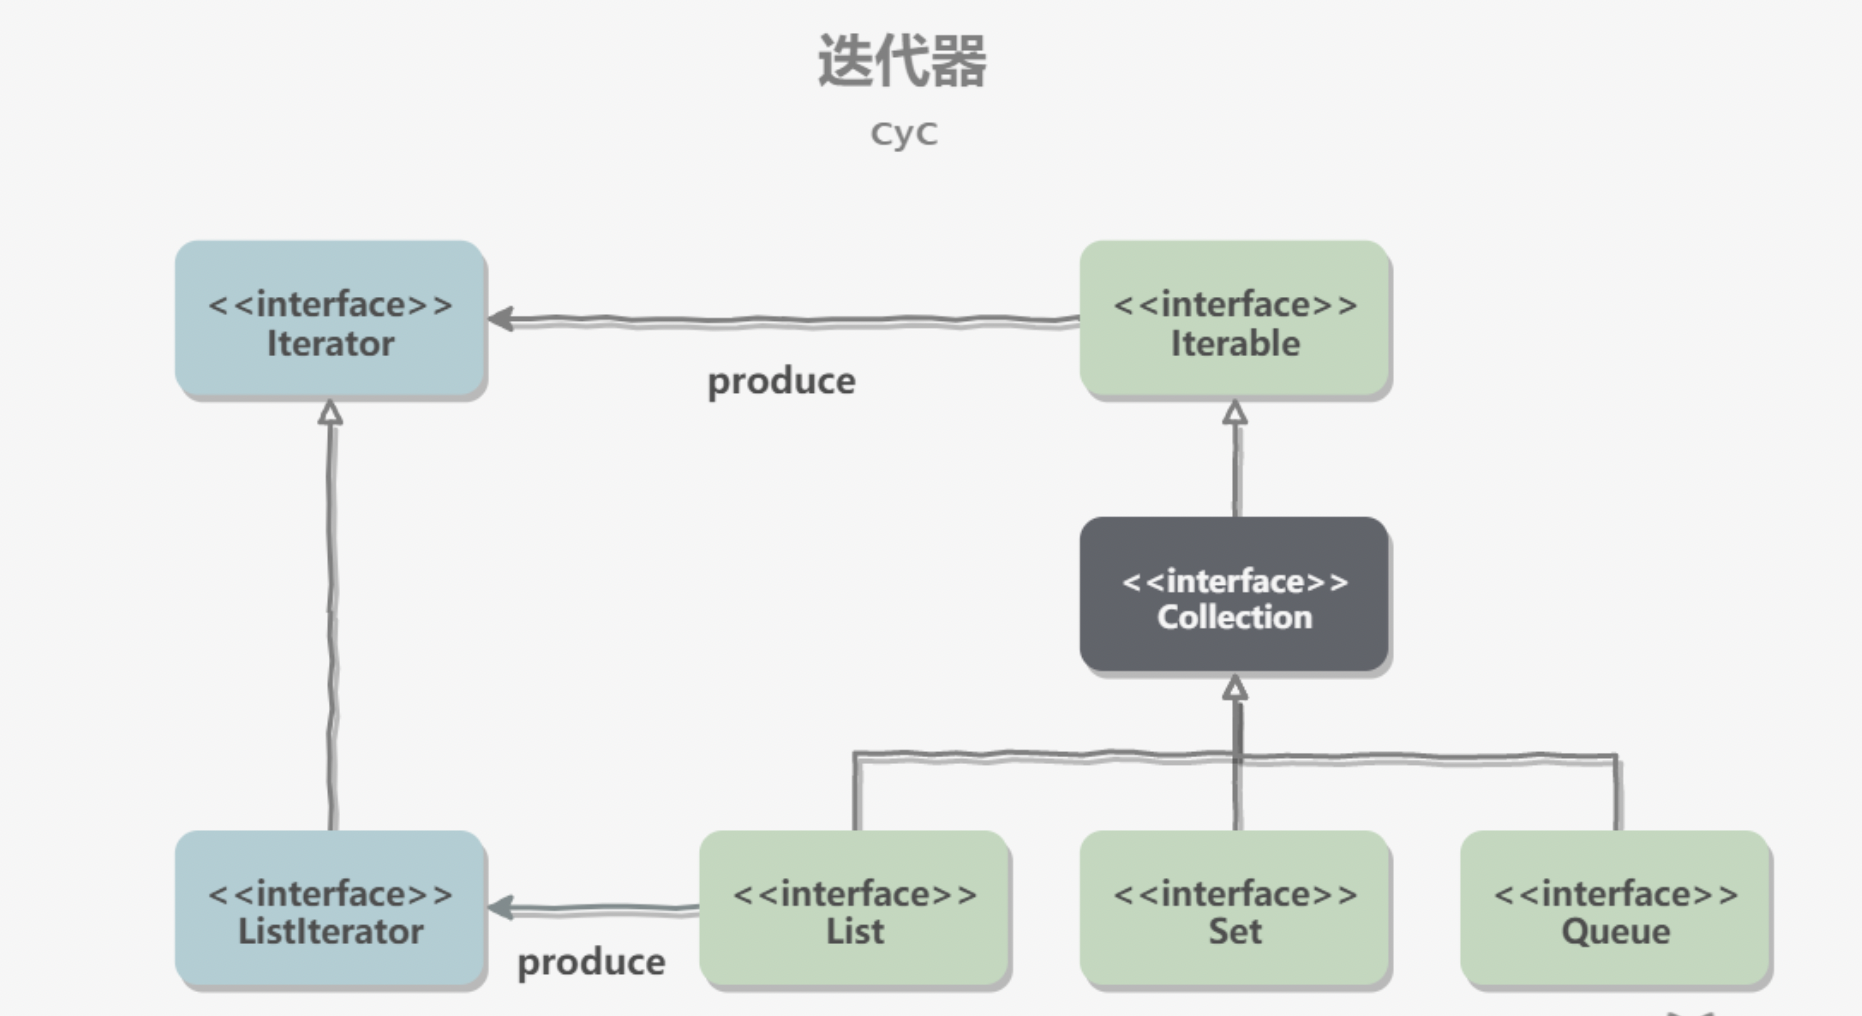 迭代器
CyC
<<interface>>
Iterator
<<interface>>
Iterable
produce
<<interface>>
Collection
<<interface>>
ListIterator
<<interface>>
List
<<interface>>
Set
<<interface>>
Queue
produce